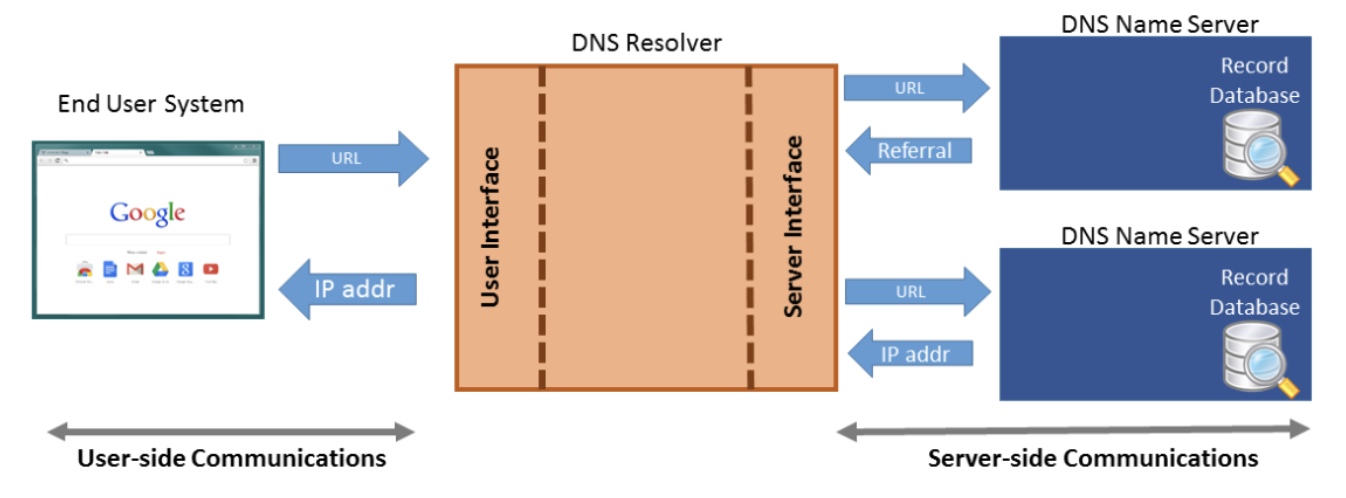 End User System
Google
URL
IP addr
User-side Communications
DNS Resolver
User Interface
Server Interface
DNS Name Server
Record
Database
URL
Referral
DNS Name Server
Record
Database
URL
IP addr
Server-side Communications